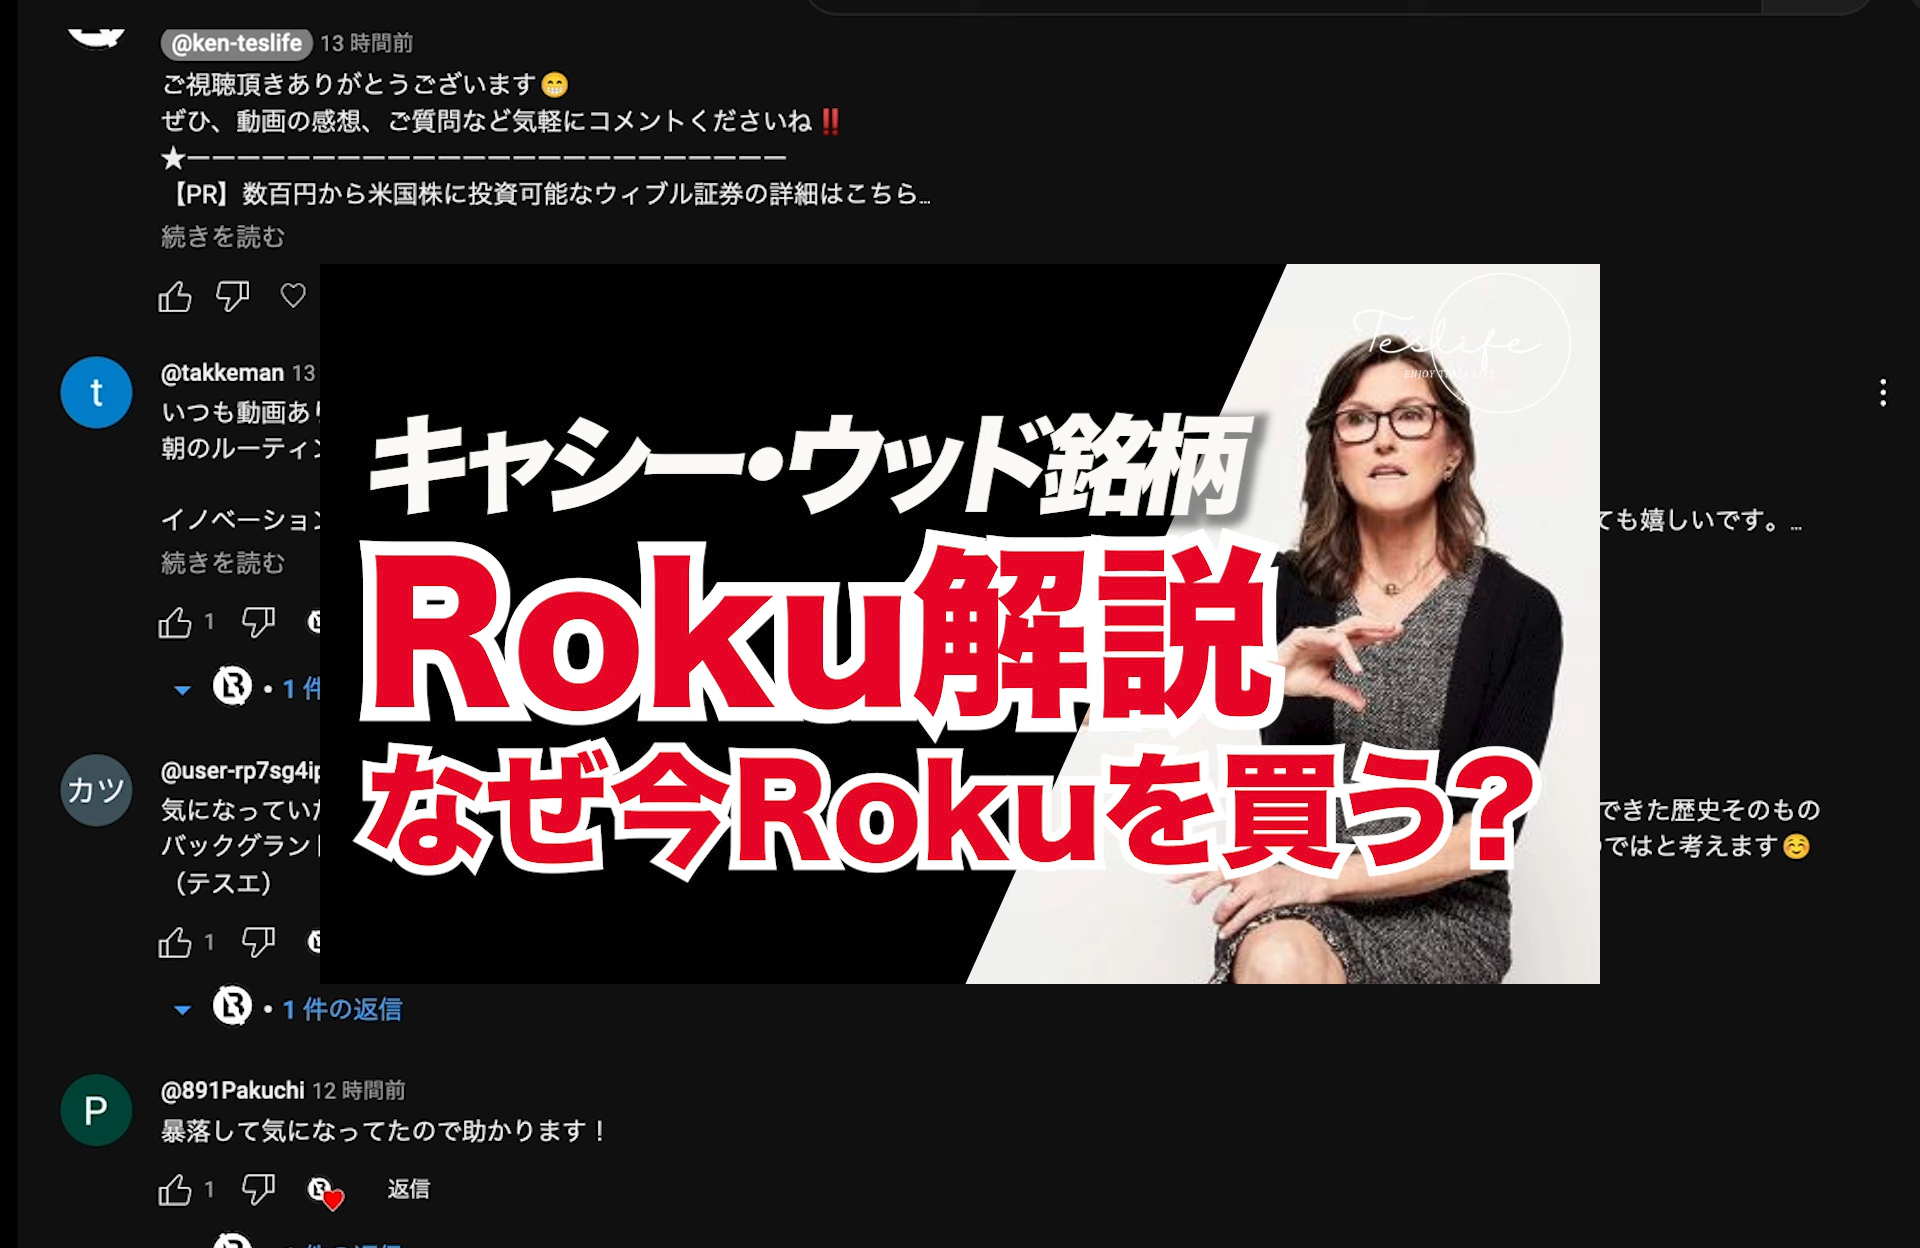 @ken-teslife 13 時間前
ご視聴頂きありがとうございます😁
ぜひ、動画の感想、ご質問など気軽にコメントくださいね‼️
★ーーーーーーーーーーーーーーーーーーーーーーーー
【PR】数百円から米国株に投資可能なウィブル証券の詳細はこちら…
続きを読む
t
@takkeman 13
いつも動画あり
朝のルーティン
イノベーション
ても嬉しいです。…
続きを読む
1
• 1 件
Teslife
ENJOY TESLA LIFE
キャシー・ウッド銘柄
Roku解説
なぜ今Rokuを買う?
カツ
@user-rp7sg4ip
気になっていた
できた歴史そのもの
バックグランド
ではと考えます☺️
（テスエ）
1
• 1 件の返信
P
@891Pakuchi 12 時間前
暴落して気になってたので助かります！
1 返信